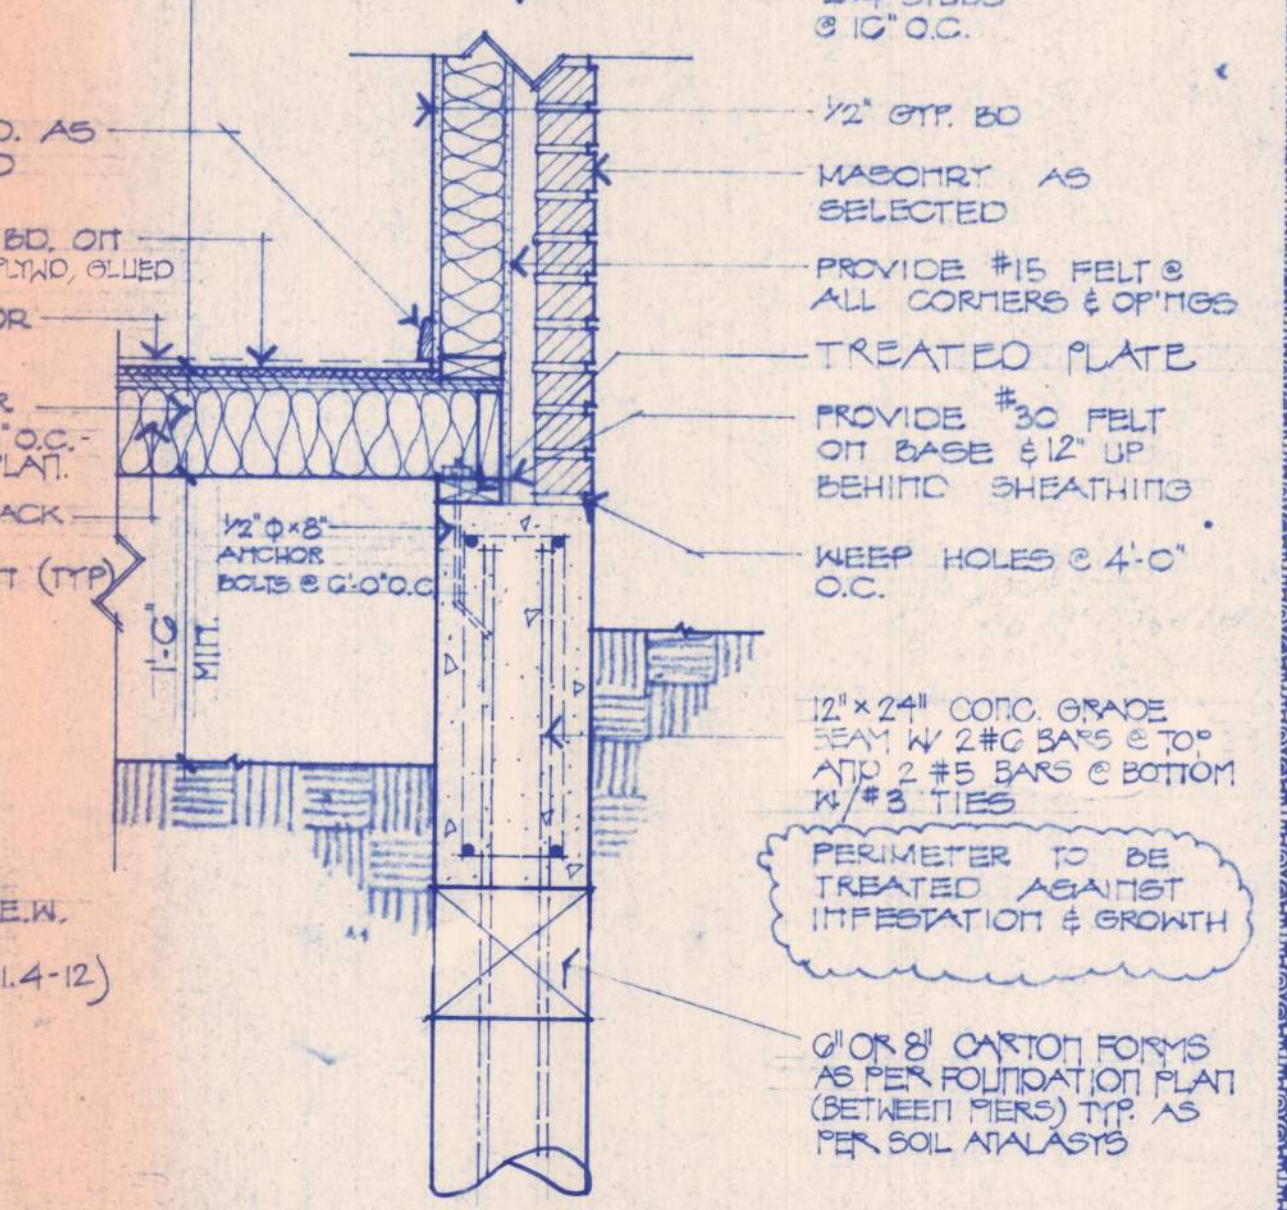 @ 16" O.C.
1/2" GYP. BD
MASONRY AS
SELECTED
PROVIDE #15 FELT @
ALL CORNERS & OP'NGS
TREATED PLATE
PROVIDE #30 FELT
ON BASE & 12" UP
BEHIND SHEATHING
WEEP HOLES @ 4'-0"
O.C.
12" x 24" CONC. GRADE
BEAM W/ 2#6 BARS @ TOP
AND 2 #5 BARS @ BOTTOM
W/ #3 TIES
PERIMETER TO BE
TREATED AGAINST
INFESTATION & GROWTH
6" OR 8" CARTON FORMS
AS PER FOUNDATION PLAN
(BETWEEN PIERS) TYP. AS
PER SOIL ANALASYS
AS
BD. ON
PLYWD, GLUED
" O.C.-
PLAN.
(TYP)
1/2" Φ x 8"
ANCHOR
BOLTS @ 6'-0" O.C.
1'-6"
MIN.
E.W.
1.4-12)